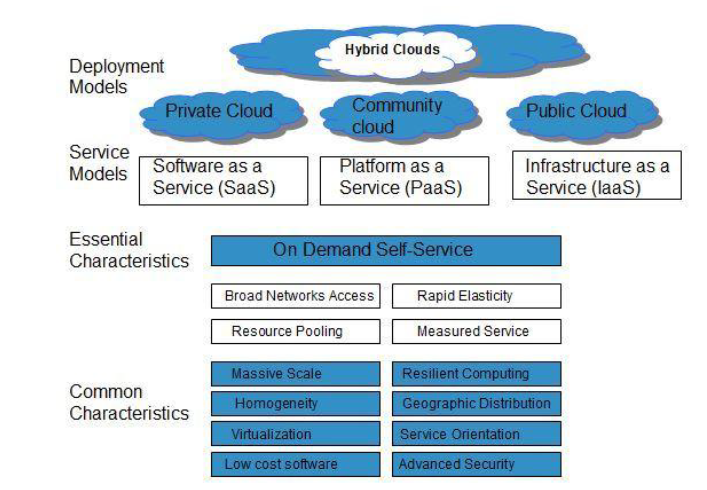 Hybrid Clouds
Deployment
Models
Private Cloud
Community
cloud
Public Cloud
Service
Models
Software as a
Service (SaaS)
Platform as a
Service (PaaS)
Infrastructure as a
Service (IaaS)
Essential
Characteristics
On Demand Self-Service
Broad Networks Access
Rapid Elasticity
Resource Pooling
Measured Service
Common
Characteristics
Massive Scale
Resilient Computing
Homogeneity
Geographic Distribution
Virtualization
Service Orientation
Low cost software
Advanced Security